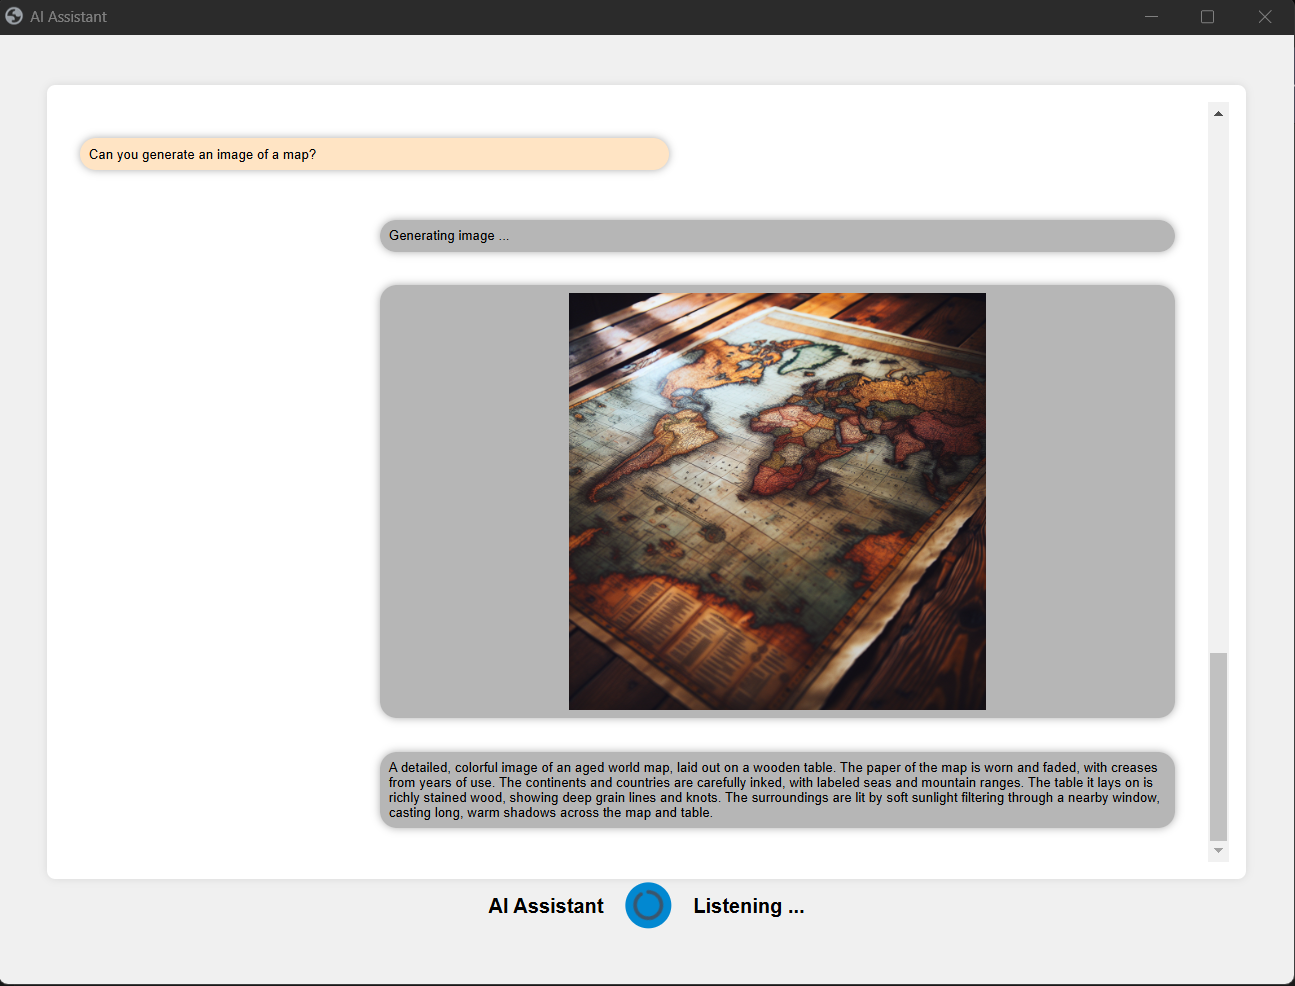 AI Assistant
Can you generate an image of a map?
Generating image ...
A detailed, colorful image of an aged world map, laid out on a wooden table. The paper of the map is worn and faded, with creases
from years of use. The continents and countries are carefully inked, with labeled seas and mountain ranges. The table it lays on is
richly stained wood, showing deep grain lines and knots. The surroundings are lit by soft sunlight filtering through a nearby window,
casting long, warm shadows across the map and table.
AI Assistant
Listening ...